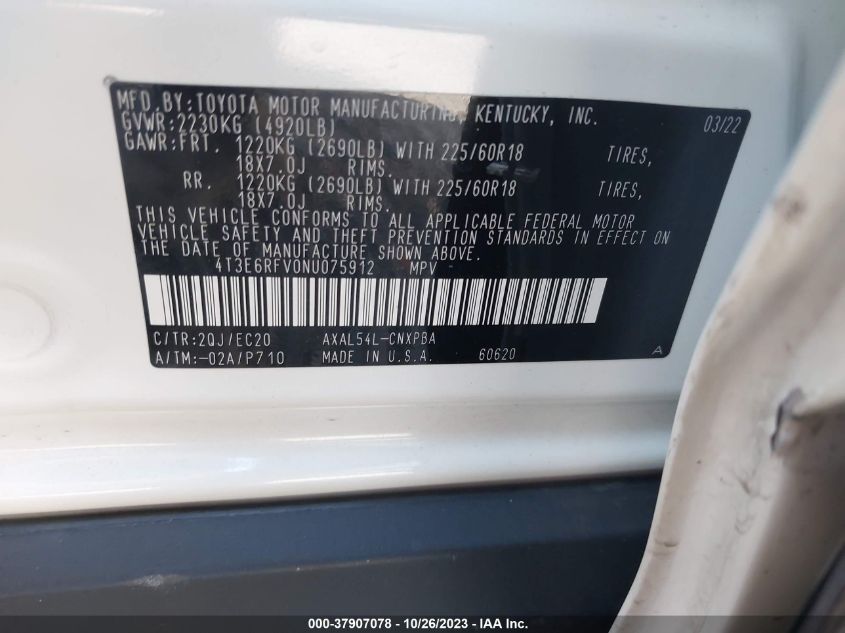 MFD.BY:TOYOTA MOTOR MANUFACTURING, KENTUCKY, INC. 03/22
GVWR:2230KG (4920LB)
GAWR:FRT. 1220KG (2690LB) WITH 225/60R18 TIRES,
18X7.0J RIMS.
RR. 1220KG (2690LB) WITH 225/60R18 TIRES,
18X7.0J RIMS.
THIS VEHICLE CONFORMS TO ALL APPLICABLE FEDERAL MOTOR
VEHICLE SAFETY AND THEFT PREVENTION STANDARDS IN EFFECT ON
THE DATE OF MANUFACTURE SHOWN ABOVE.
4T3E6RFV0NU075912 MPV
C/TR:2QJ/EC20 AXAL54L-CNXPBA
A/TM:-02A/P710 MADE IN U.S.A. 60620 A
000-37907078 - 10/26/2023 - © IAA Inc.